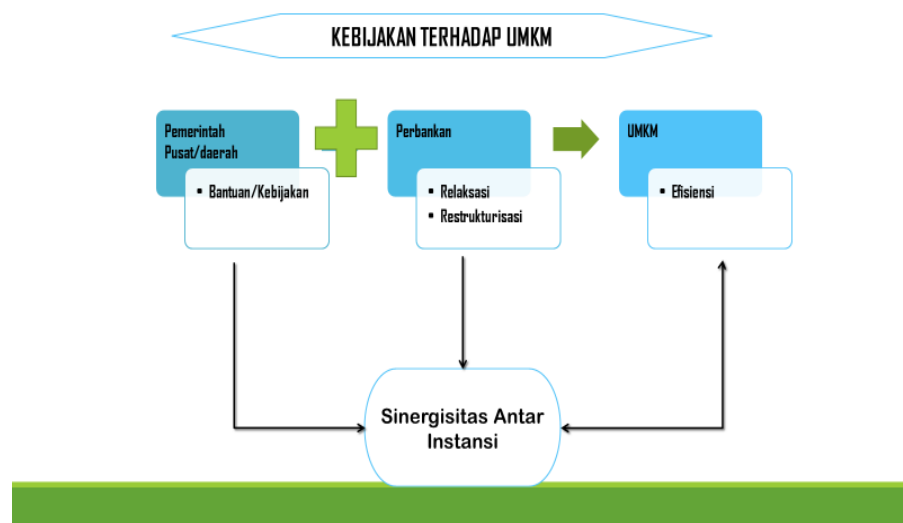 KEBIJAKAN TERHADAP UMKM
Pemerintah
Pusat/daerah
▪ Bantuan/Kebijakan
Perbankan
▪ Relaksasi
▪ Restrukturisasi
UMKM
▪ Efisiensi
Sinergisitas Antar
Instansi